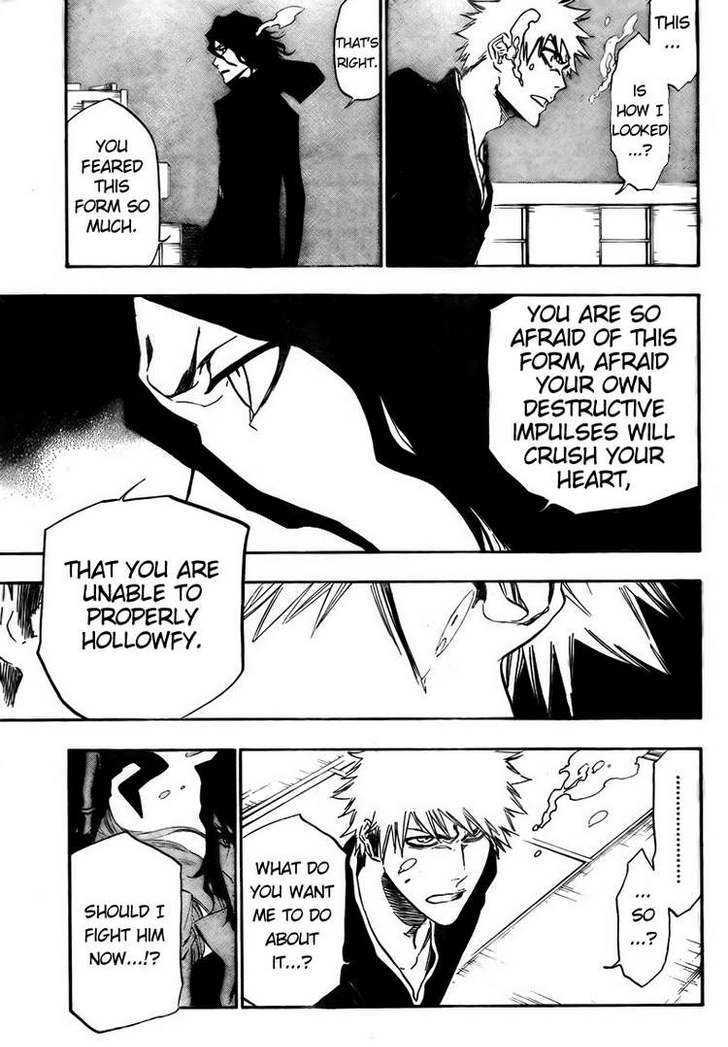 THIS
...
IS
HOW I
LOOKED
...?
THAT'S
RIGHT.
YOU
FEARED
THIS
FORM SO
MUCH.
YOU ARE SO
AFRAID OF THIS
FORM, AFRAID
YOUR OWN
DESTRUCTIVE
IMPULSES WILL
CRUSH YOUR
HEART,
THAT YOU ARE
UNABLE TO
PROPERLY
HOLLOWFY.
.........
...
SO
...?
WHAT DO
YOU WANT
ME TO DO
ABOUT
IT...?
SHOULD I
FIGHT HIM
NOW...!?